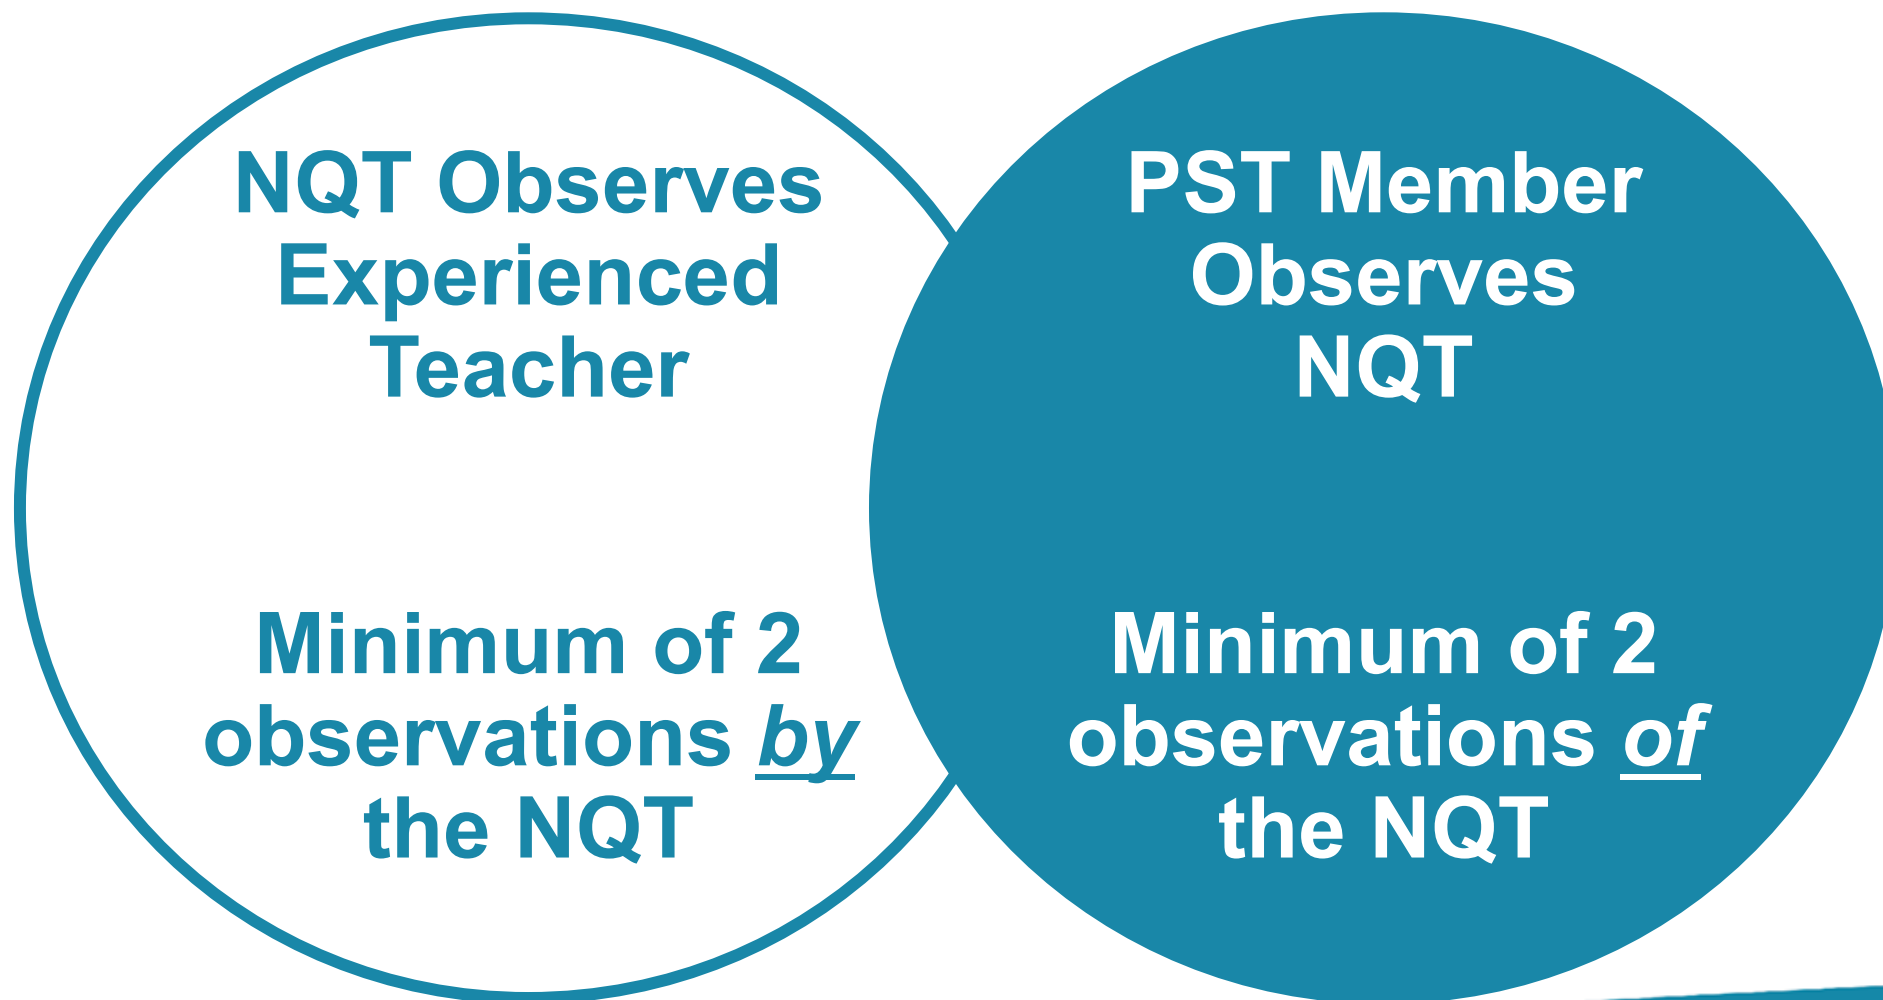 NQT Observes
Experienced
Teacher
Minimum of 2
observations by
the NQT
PST Member
Observes
NQT
Minimum of 2
observations of
the NQT